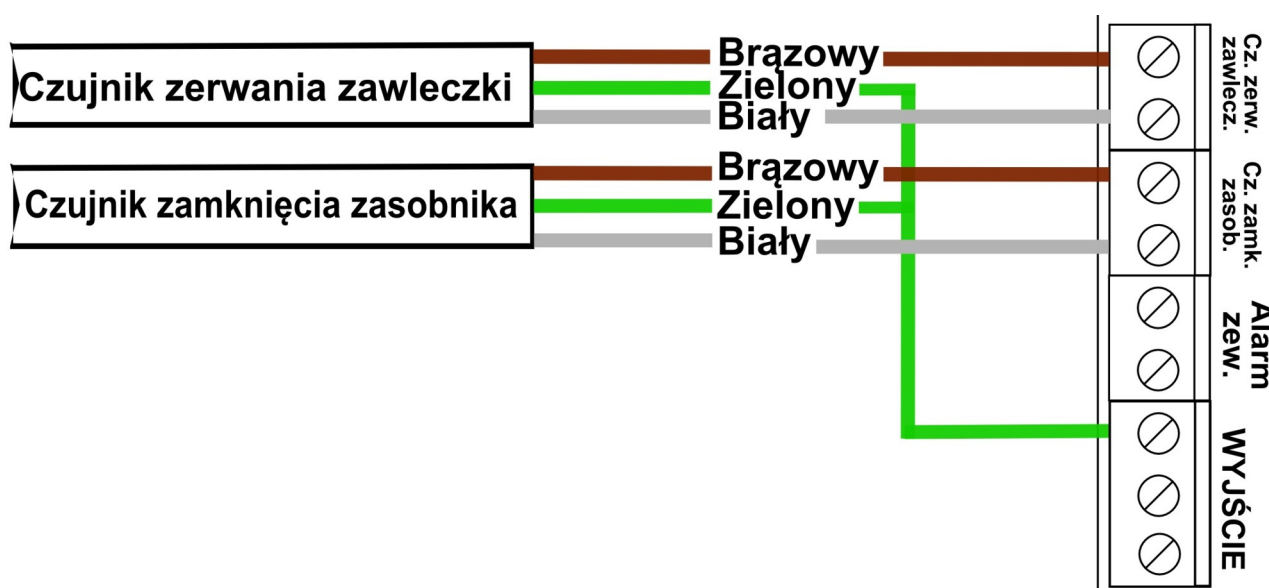 Czujnik zerwania zawleczki
Brązowy
Zielony
Biały
Cz. zerw.
zawlecz.
Czujnik zamknięcia zasobnika
Brązowy
Zielony
Biały
Cz. zamk.
zasob.
Alarm
zew.
WYJŚCIE